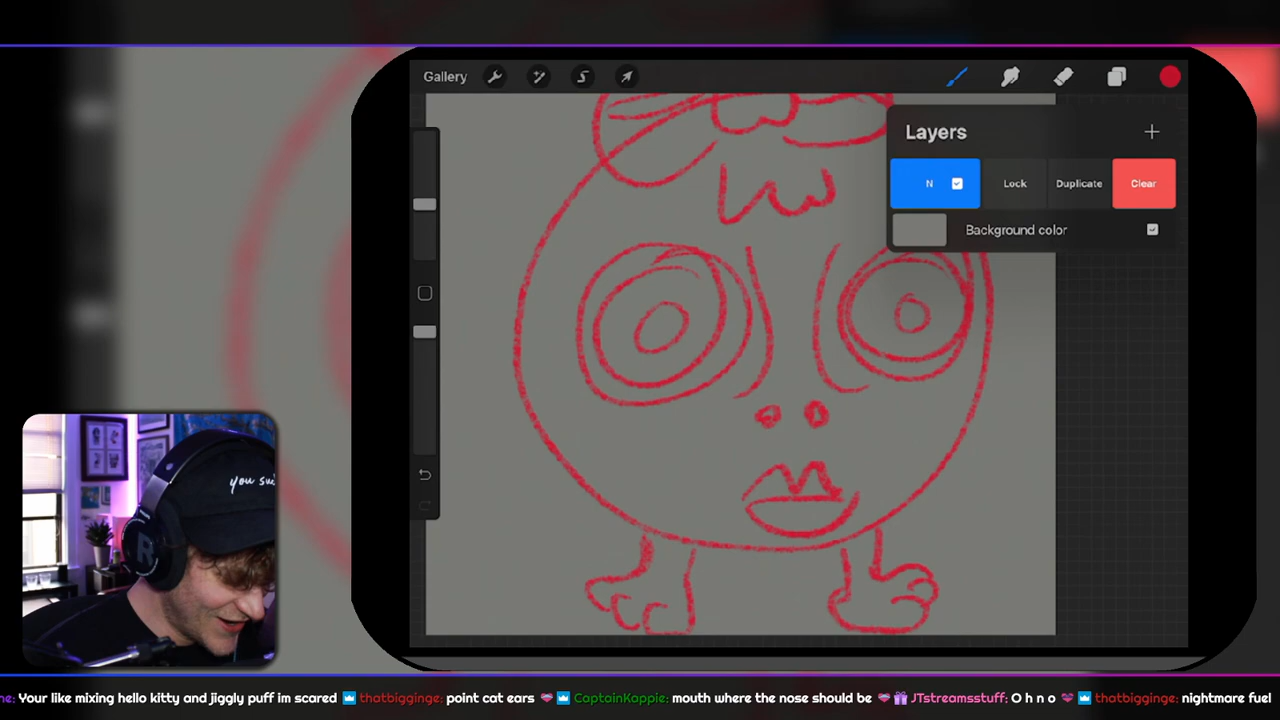 Gallery
Layers
N Lock Duplicate Clear
Background color
you su
R
ne: Your like mixing hello kitty and jiggly puff im scared thatbigginge: point cat ears CaptainKappie: mouth where the nose should be JTstreamsstuff: O h n o thatbigginge: nightmare fuel